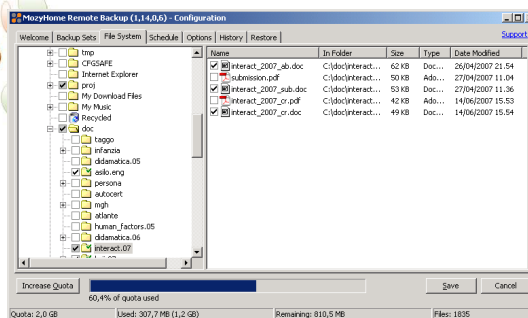 MozyHome Remote Backup (1,14,0,6) - Configuration
Welcome Backup Sets File System Schedule Options History Restore Support
tmp
CFGSAFE
Internet Explorer
proj
My Download Files
My Music
Recycled
doc
taggo
infanzia
didamatica.05
asilo.eng
persona
autocert
mgh
atlante
human_factors.05
didamatica.06
interact.07
Name In Folder Size Type Date Modified
interact_2007_ab.doc C:\doc\interact... 62 KB Doc... 26/04/2007 21.54
submission.pdf C:\doc\interact... 50 KB Ado... 27/04/2007 11.04
interact_2007_sub.doc C:\doc\interact... 53 KB Doc... 27/04/2007 11.36
interact_2007_cr.pdf C:\doc\interact... 42 KB Ado... 14/06/2007 15.53
interact_2007_cr.doc C:\doc\interact... 49 KB Doc... 14/06/2007 15.54
Increase Quota Save Cancel
60,4% of quota used
Quota: 2,0 GB Used: 307,7 MB (1,2 GB) Remaining: 810,5 MB Files: 1835